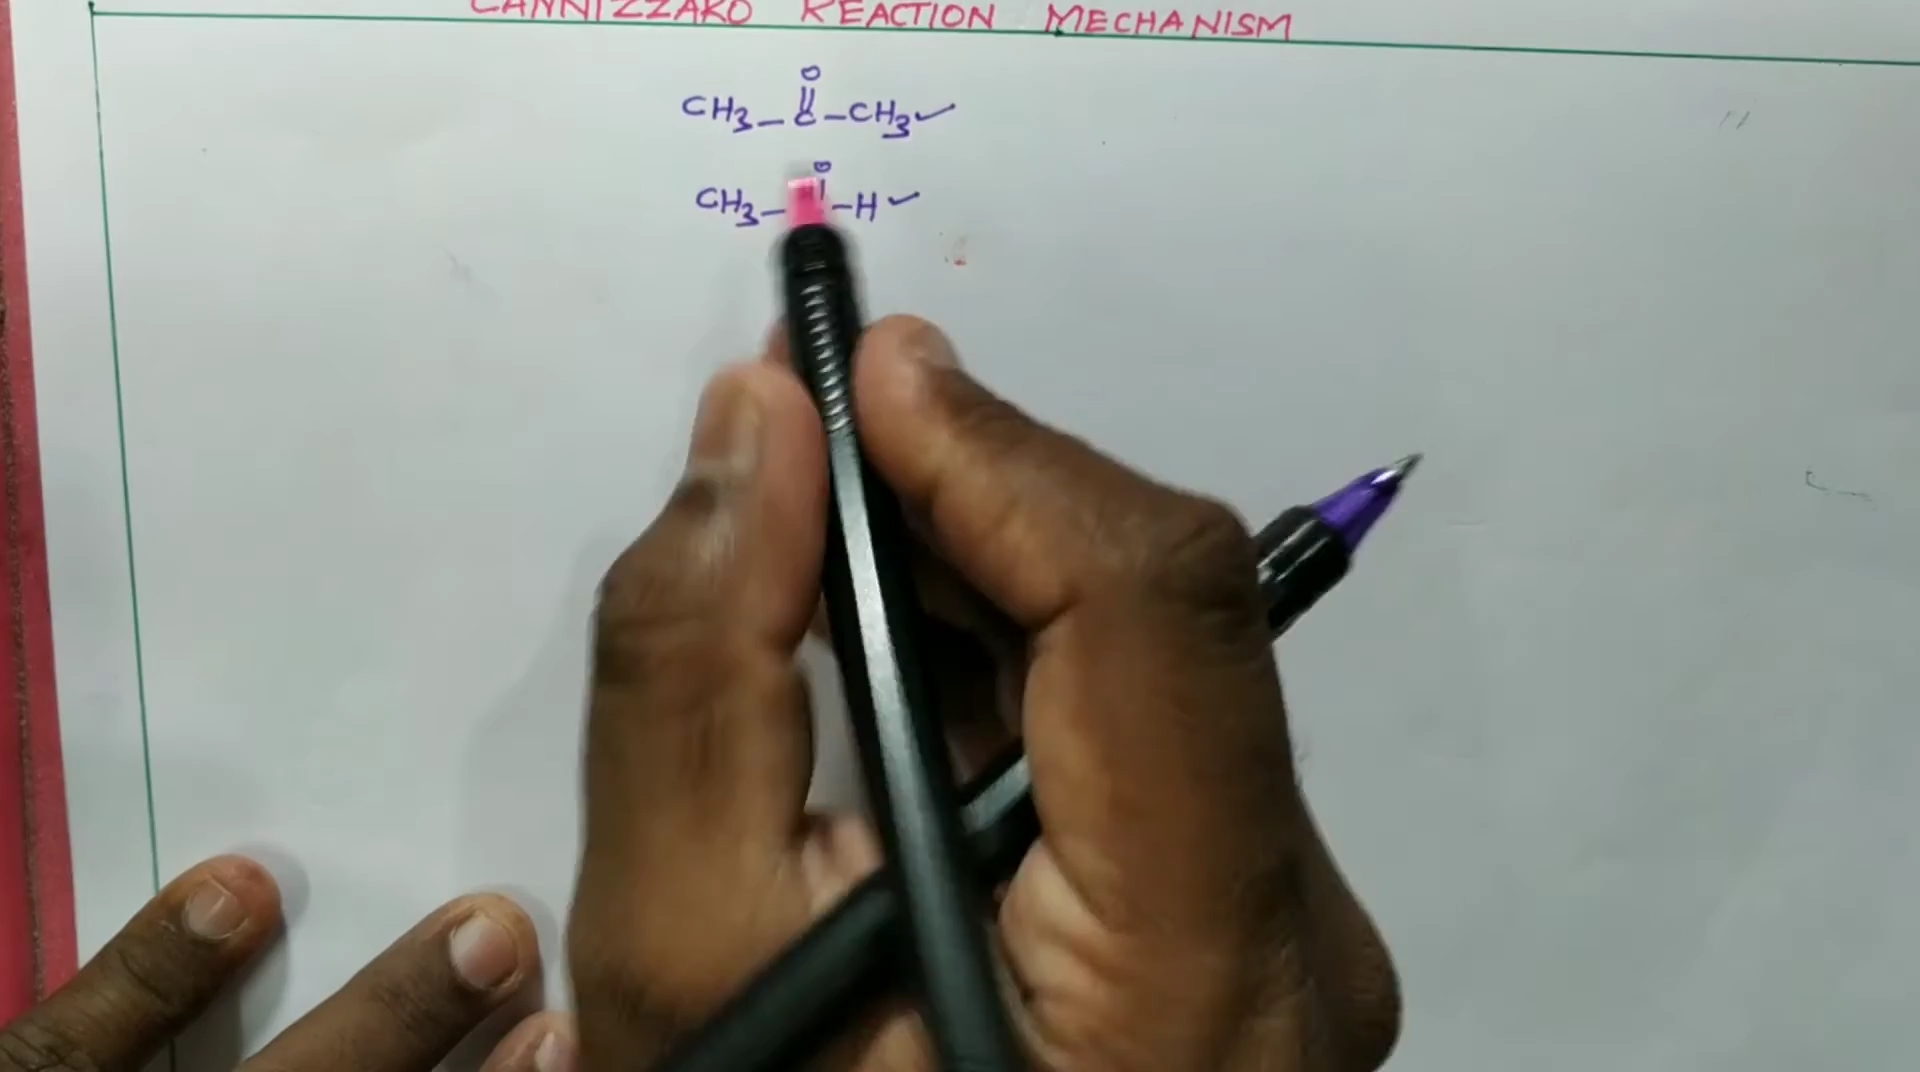 CANNIZZARO REACTION MECHANISM
O
||
CH3 – C – CH3 ✓
O
CH3 – – H ✓